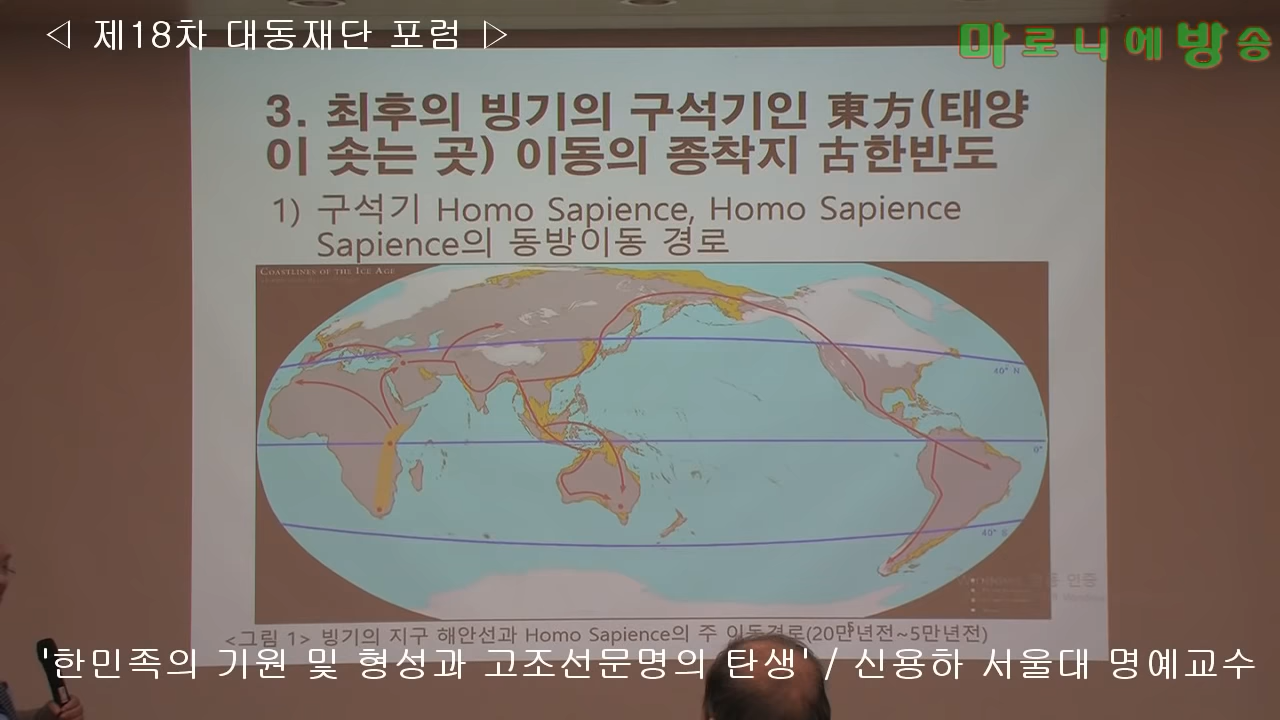 ◁ 제18차 대동재단 포럼 ▷
마로니에방송
3. 최후의 빙기의 구석기인 東方(태양
이 솟는 곳) 이동의 종착지 古한반도
1) 구석기 Homo Sapience, Homo Sapience
Sapience의 동방이동 경로
COASTLINES OF THE ICE AGE
40° N
0°
40° S
Windows 정품 인증
<그림 1> 빙기의 지구 해안선과 Homo Sapience의 주 이동경로(20만년전~5만년전)
'한민족의 기원 및 형성과 고조선문명의 탄생' / 신용하 서울대 명예교수